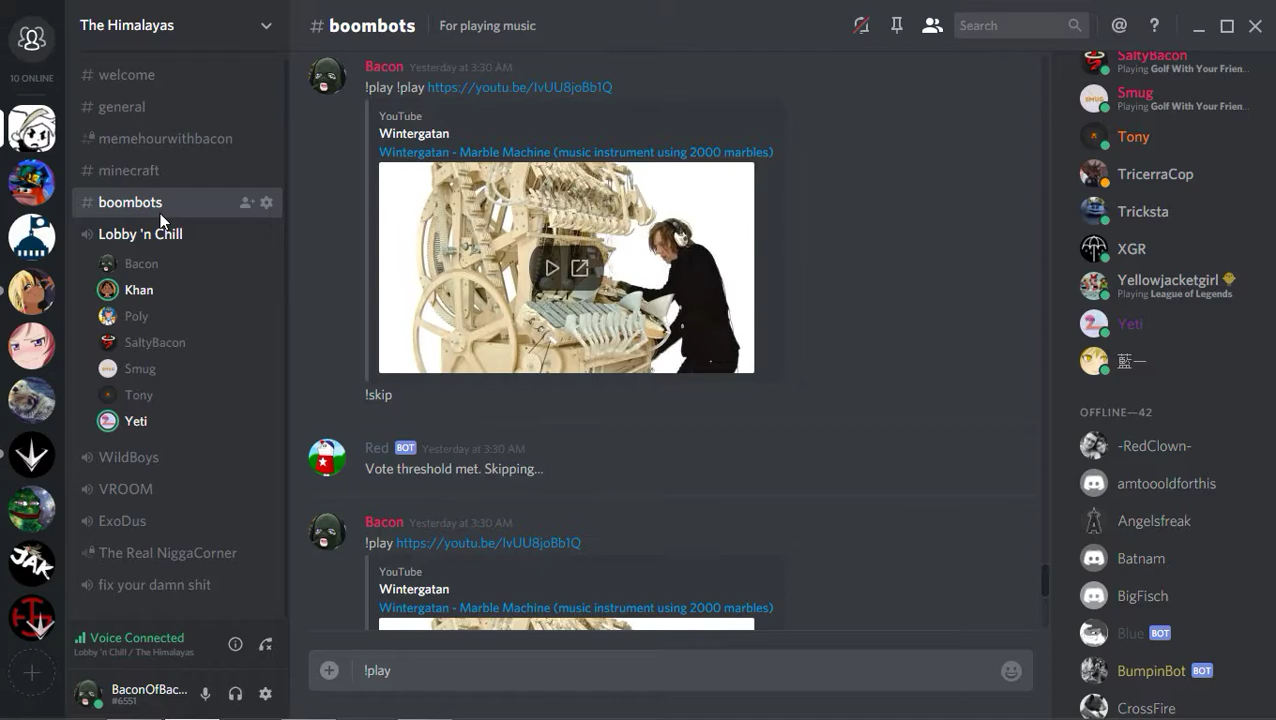 The Himalayas
# boombots
For playing music
Search
@
?
10 ONLINE
# welcome
# general
# memehourwithbacon
# minecraft
# boombots
Lobby 'n Chill
Bacon
Khan
Poly
SaltyBacon
Smug
Tony
Yeti
WildBoys
VROOM
ExoDus
The Real NiggaCorner
fix your damn shit
Voice Connected
Lobby 'n Chill / The Himalayas
BaconOfBac...
#6551
JAK
Bacon Yesterday at 3:30 AM
!play !play https://youtu.be/IvUU8joBb1Q
YouTube
Wintergatan
Wintergatan - Marble Machine (music instrument using 2000 marbles)
!skip
Red BOT Yesterday at 3:30 AM
Vote threshold met. Skipping...
Bacon Yesterday at 3:30 AM
!play https://youtu.be/IvUU8joBb1Q
YouTube
Wintergatan
Wintergatan - Marble Machine (music instrument using 2000 marbles)
!play
SaltyBacon
Playing Golf With Your Frien...
Smug
Playing Golf With Your Frien...
Tony
TricerraCop
Tricksta
XGR
Yellowjacketgirl
Playing League of Legends
Yeti
藍一
OFFLINE—42
-RedClown-
amtoooldforthis
Angelsfreak
Batnam
BigFisch
Blue BOT
BumpinBot BOT
CrossFire